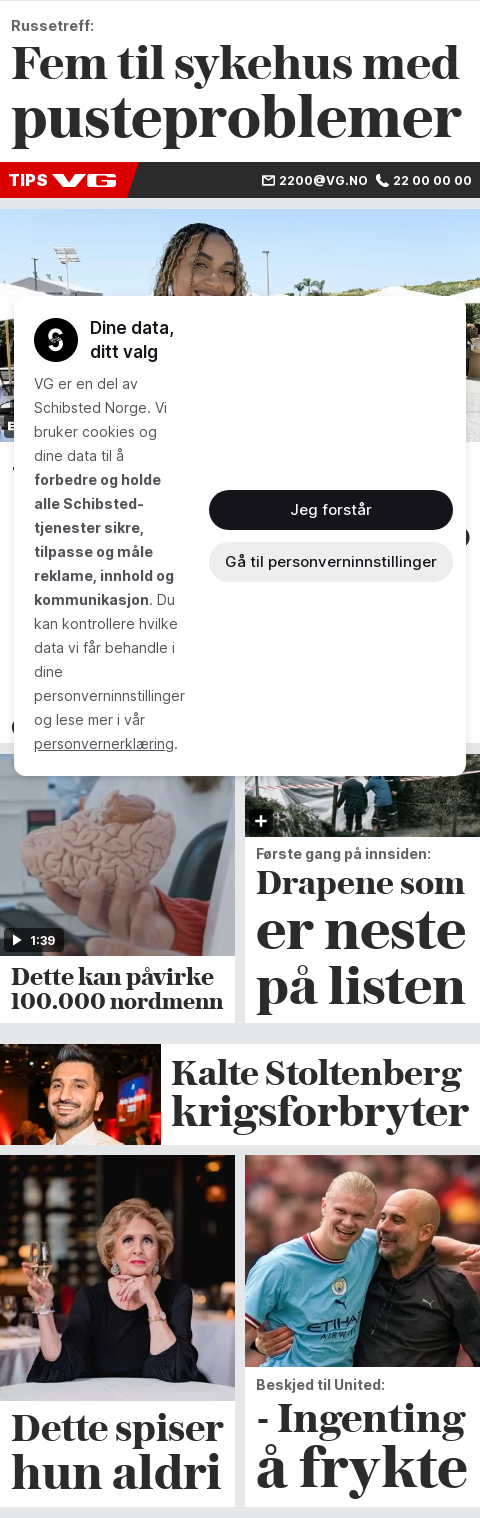 Russetreff:
Fem til sykehus med
pusteproblemer
TIPS VG 2200@VG.NO 22 00 00 00
Dine data,
ditt valg
VG er en del av
Schibsted Norge. Vi
bruker cookies og
dine data til å
forbedre og holde
alle Schibsted-
tjenester sikre,
tilpasse og måle
reklame, innhold og
kommunikasjon. Du
kan kontrollere hvilke
data vi får behandle i
dine
personverninnstillinger
og lese mer i vår
personvernerklæring.
Jeg forstår
Gå til personverninnstillinger
1:39
Dette kan påvirke
100.000 nordmenn
Første gang på innsiden:
Drapene som
er neste
på listen
Kalte Stoltenberg
krigsforbryter
Dette spiser
hun aldri
ETIHAD
AIRWAYS
Beskjed til United:
- Ingenting
å frykte